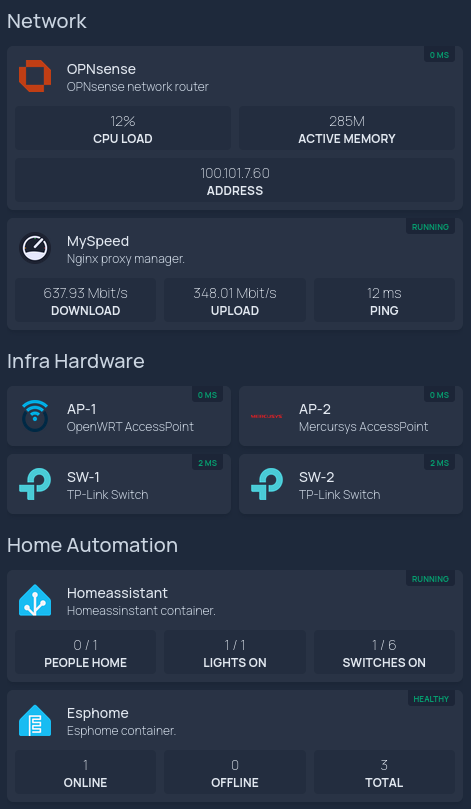 Network
0 MS
OPNsense
OPNsense network router
12%
CPU LOAD
285M
ACTIVE MEMORY
100.101.7.60
ADDRESS
RUNNING
MySpeed
Nginx proxy manager.
637.93 Mbit/s
DOWNLOAD
348.01 Mbit/s
UPLOAD
12 ms
PING
Infra Hardware
0 MS
AP-1
OpenWRT AccessPoint
0 MS
AP-2
Mercursys AccessPoint
2 MS
SW-1
TP-Link Switch
2 MS
SW-2
TP-Link Switch
Home Automation
RUNNING
Homeassistant
Homeassinstant container.
0 / 1
PEOPLE HOME
1 / 1
LIGHTS ON
1 / 6
SWITCHES ON
HEALTHY
Esphome
Esphome container.
1
ONLINE
0
OFFLINE
3
TOTAL